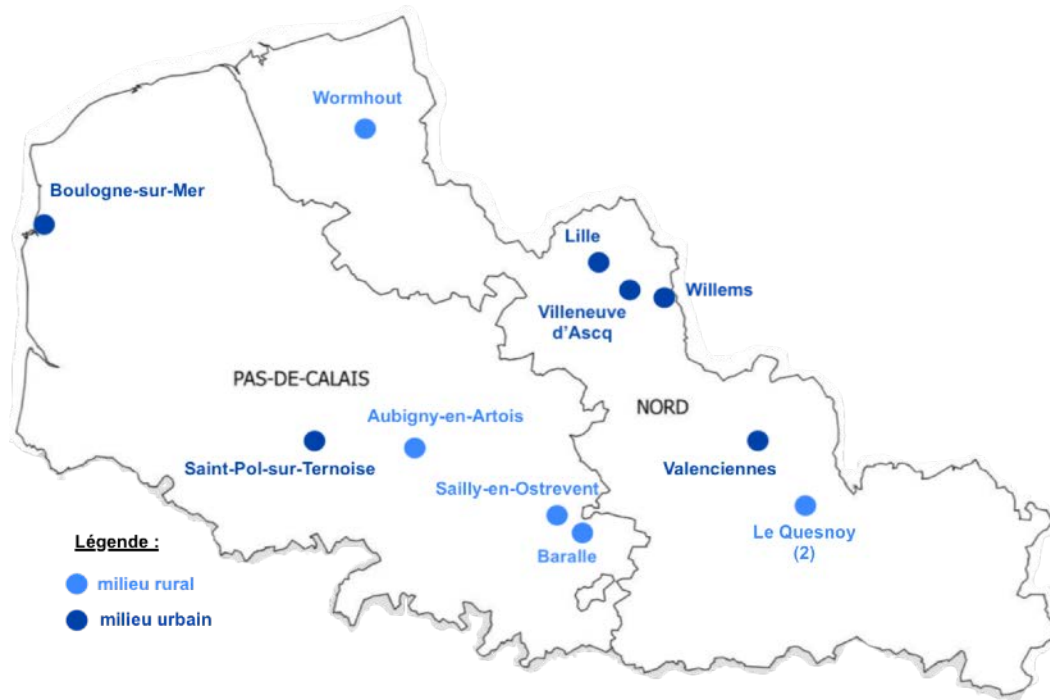 Wormhout
Boulogne-sur-Mer
Lille
Willems
Villeneuve
d'Ascq
PAS-DE-CALAIS
NORD
Aubigny-en-Artois
Saint-Pol-sur-Ternoise
Valenciennes
Sailly-en-Ostrevent
Baralle
Le Quesnoy
(2)
Légende :
milieu rural
milieu urbain